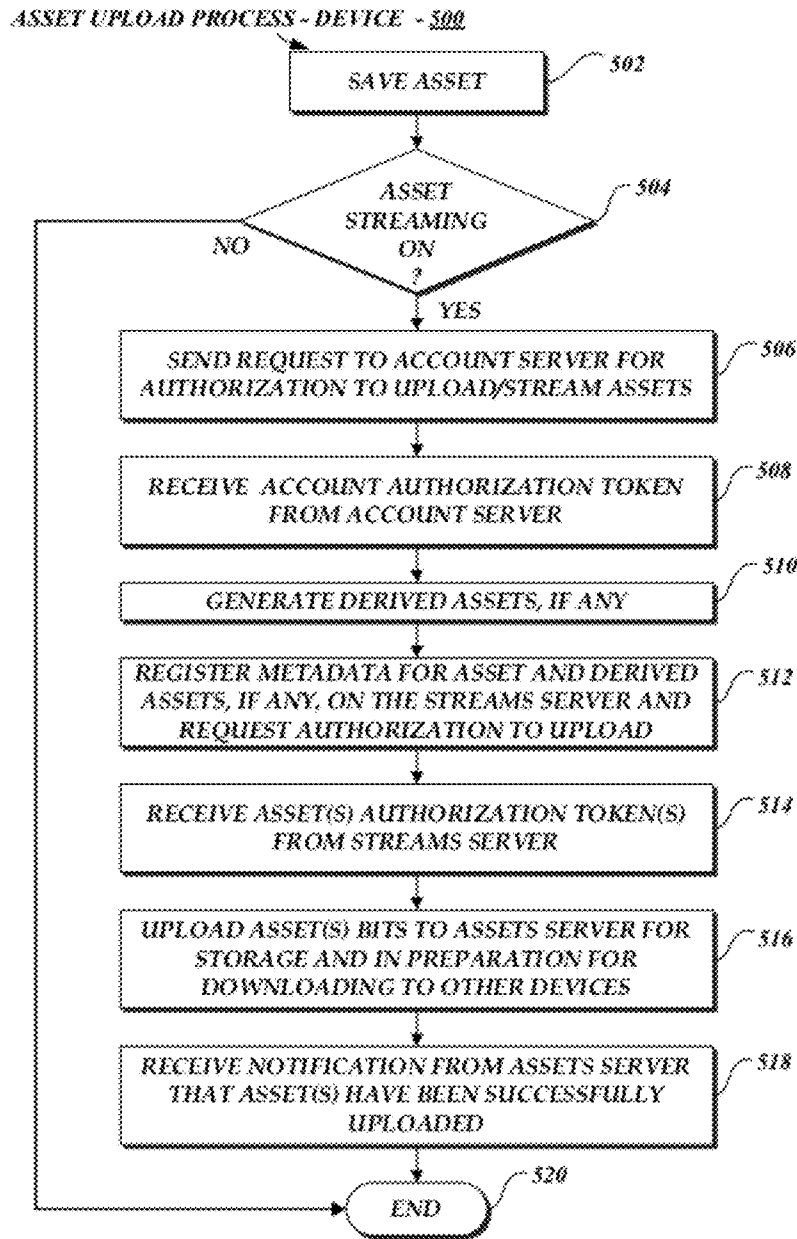 ASSET UPLOAD PROCESS - DEVICE - 500
SAVE ASSET
502
ASSET
STREAMING
ON
?
504
NO
YES
SEND REQUEST TO ACCOUNT SERVER FOR
AUTHORIZATION TO UPLOAD/STREAM ASSETS
506
RECEIVE ACCOUNT AUTHORIZATION TOKEN
FROM ACCOUNT SERVER
508
GENERATE DERIVED ASSETS, IF ANY
510
REGISTER METADATA FOR ASSET AND DERIVED
ASSETS, IF ANY, ON THE STREAMS SERVER AND
REQUEST AUTHORIZATION TO UPLOAD
512
RECEIVE ASSET(S) AUTHORIZATION TOKEN(S)
FROM STREAMS SERVER
514
UPLOAD ASSET(S) BITS TO ASSETS SERVER FOR
STORAGE AND IN PREPARATION FOR
DOWNLOADING TO OTHER DEVICES
516
RECEIVE NOTIFICATION FROM ASSETS SERVER
THAT ASSET(S) HAVE BEEN SUCCESSFULLY
UPLOADED
518
END
520